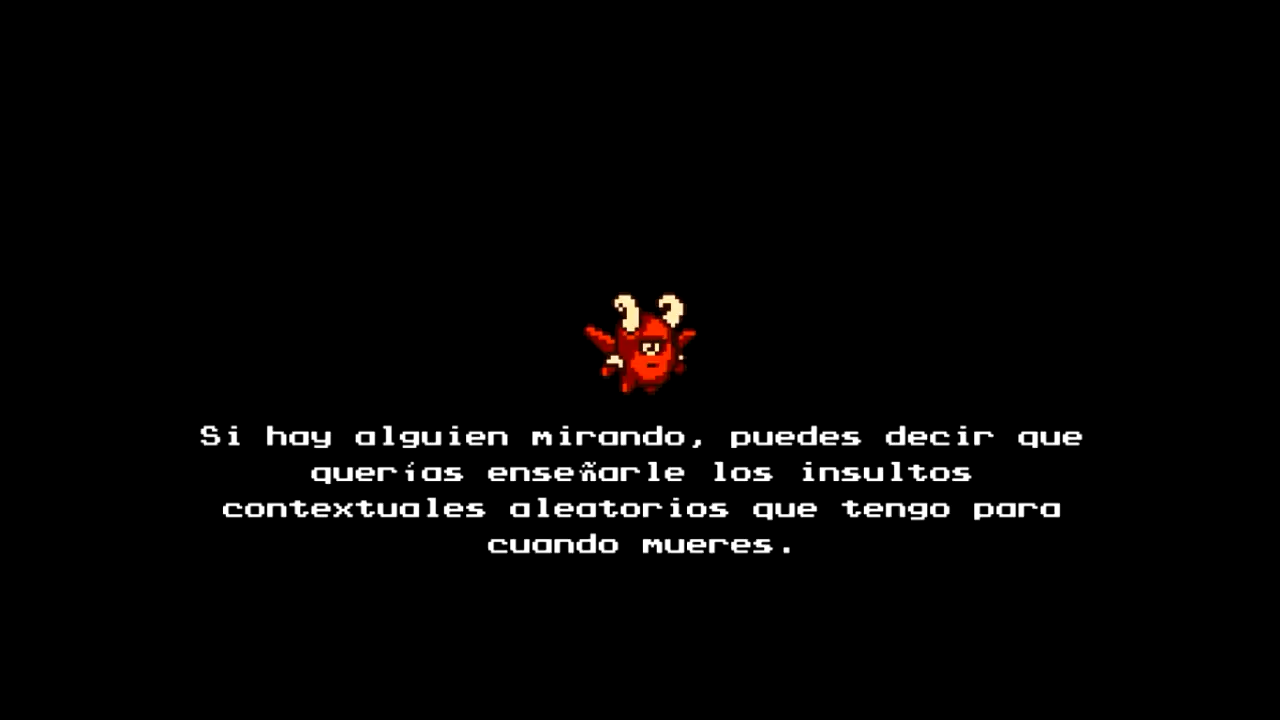 Si hay alguien mirando, puedes decir que
querías enseñarle los insultos
contextuales aleatorios que tengo para
cuando mueres.